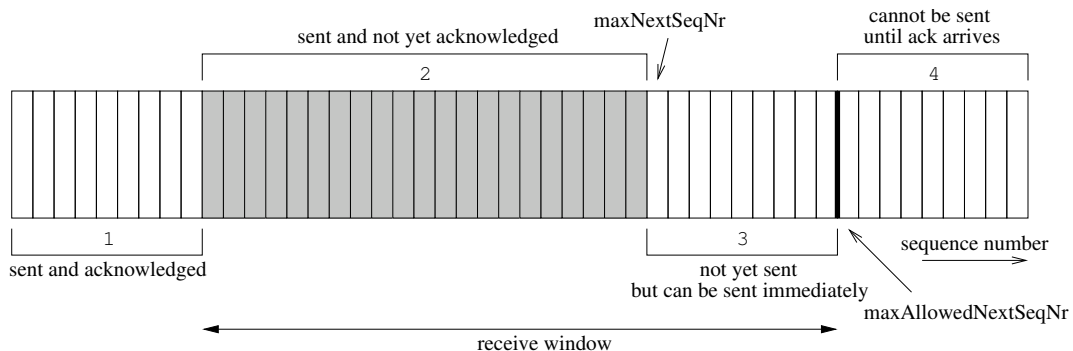 maxNextSeqNr
cannot be sent
until ack arrives
sent and not yet acknowledged
2
4
1
3
sent and acknowledged
not yet sent
but can be sent immediately
sequence number
maxAllowedNextSeqNr
receive window